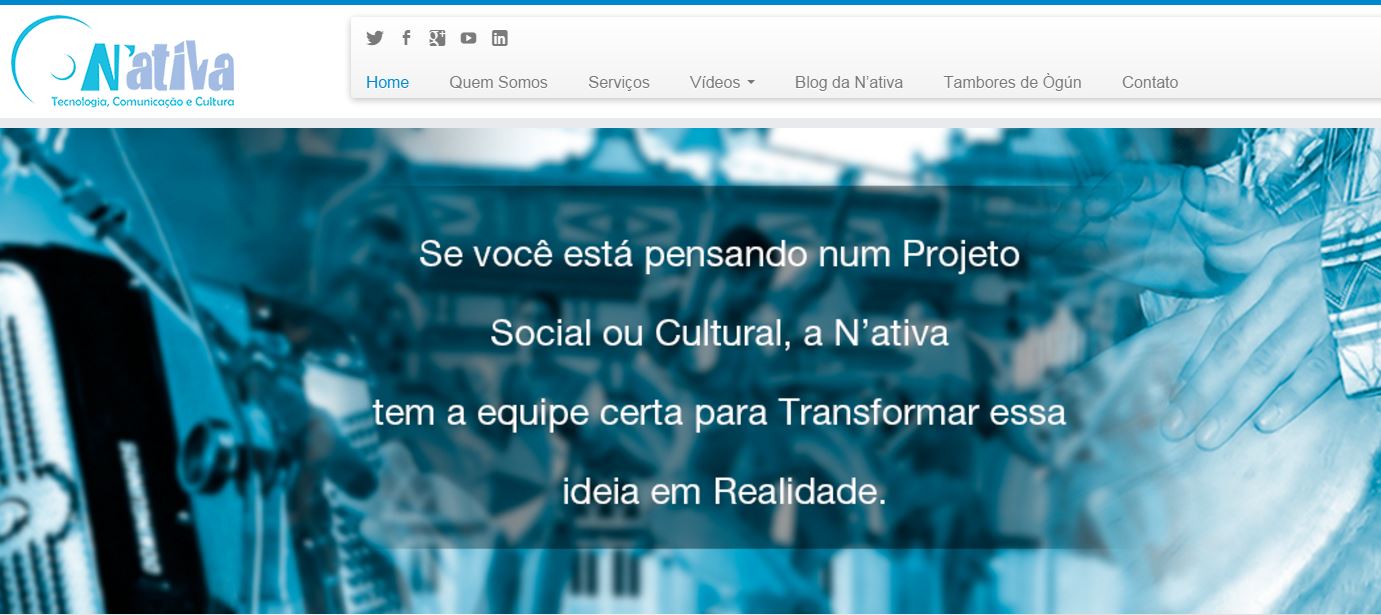 N'ativa
Tecnologia, Comunicação e Cultura
Home Quem Somos Serviços Vídeos Blog da N'ativa Tambores de Ògún Contato
Se você está pensando num Projeto
Social ou Cultural, a N'ativa
tem a equipe certa para Transformar essa
ideia em Realidade.